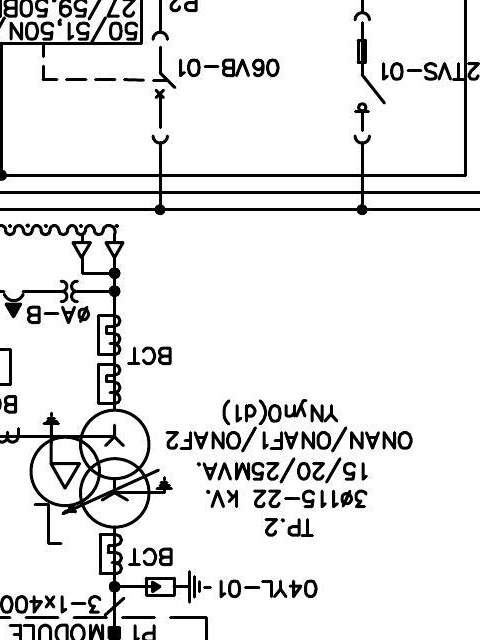 P1 MODULE
3-1x400
04YL-01
BCT
TP.2
3ø115-22 kV.
15/20/25MVA.
ONAN/ONAF1/ONAF2
YNyn0(d1)
BCT
øA-B
2TVS-01
06VB-01
50/51,50N/
27/59,50B
P2